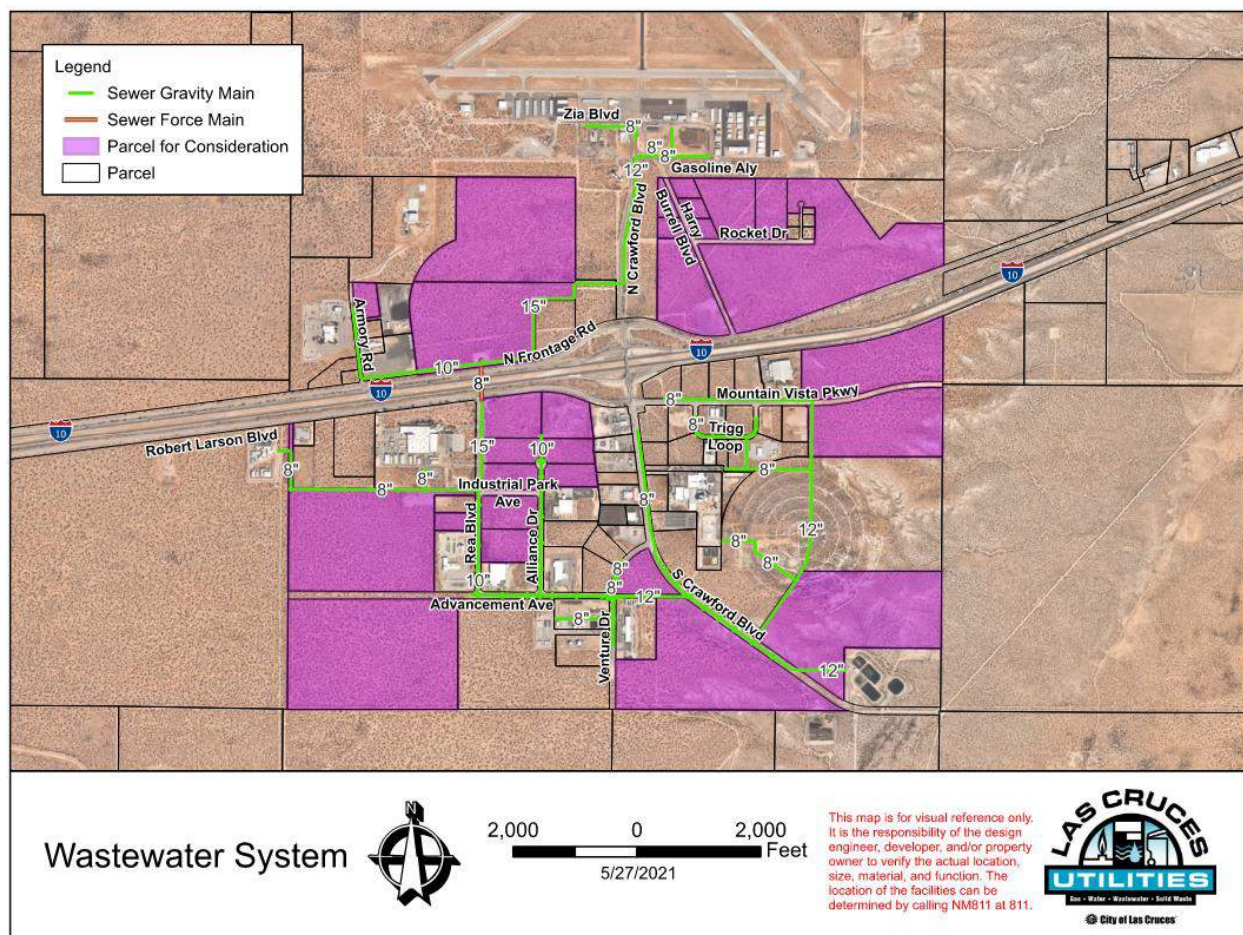 Legend
Sewer Gravity Main
Sewer Force Main
Parcel for Consideration
Parcel
Zia Blvd
8"
8"
8"
Gasoline Aly
12"
N Crawford Blvd
Harry
Burrell Blvd
Rocket Dr
10
15"
Armory Rd
N Frontage Rd
10"
10
10
8"
Mountain Vista Pkwy
8"
8"
Trigg
Loop
10
Robert Larson Blvd
15"
10"
8"
8"
8"
8"
Industrial Park
Ave
8"
Rea Blvd
Alliance Dr
12"
8"
8"
10"
8"
8"
Advancement Ave
12"
S Crawford Blvd
8"
Venture Dr
12"
Wastewater System
N
2,000 0 2,000
Feet
5/27/2021
This map is for visual reference only.
It is the responsibility of the design
engineer, developer, and/or property
owner to verify the actual location,
size, material, and function. The
location of the facilities can be
determined by calling NM811 at 811.
LAS CRUCES
UTILITIES
Gas • Water • Wastewater • Solid Waste
City of Las Cruces